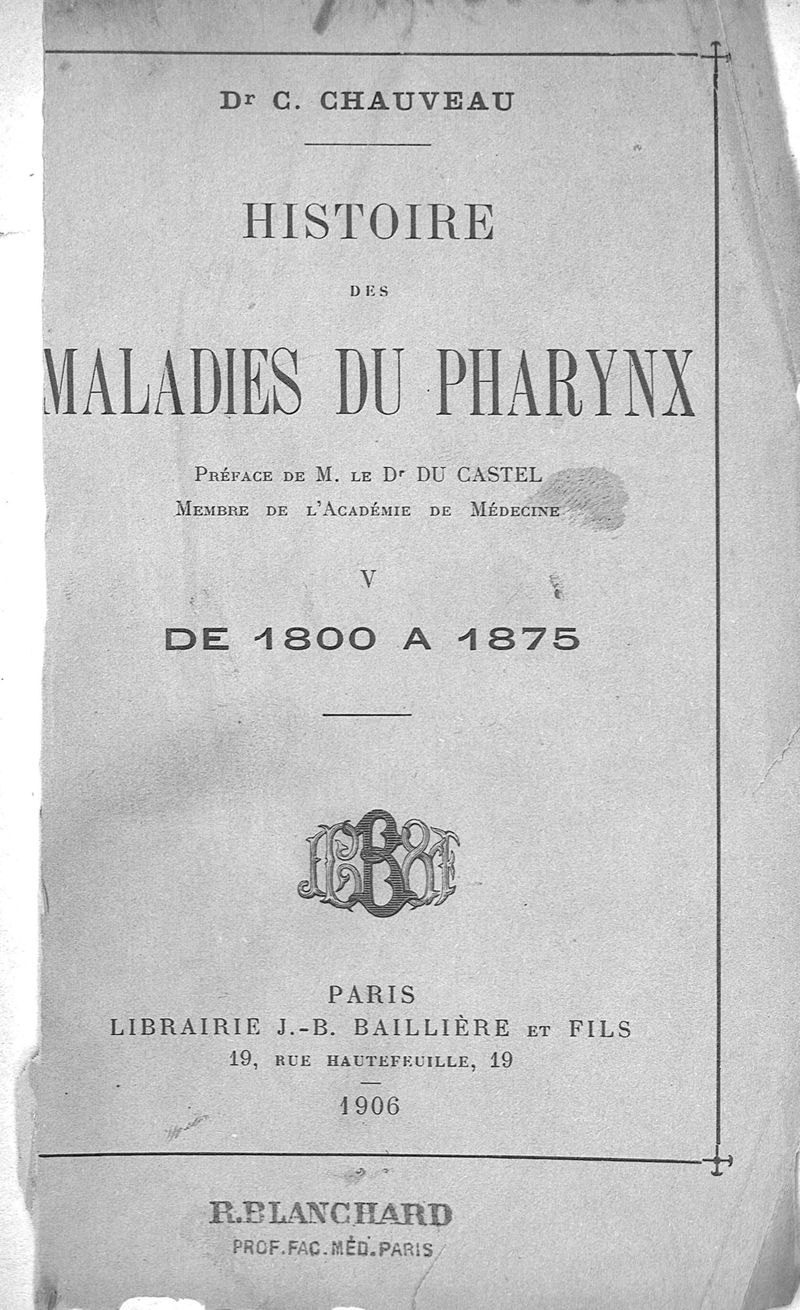 Dr C. CHAUVEAU
HISTOIRE
DES
MALADIES DU PHARYNX
PRÉFACE DE M. LE Dr DU CASTEL
MEMBRE DE L'ACADÉMIE DE MÉDECINE
V
DE 1800 A 1875
PARIS
LIBRAIRIE J.-B. BAILLIÈRE ET FILS
19, RUE HAUTEFEUILLE, 19
1906
R.BLANCHARD
PROF.FAC.MÉD.PARIS